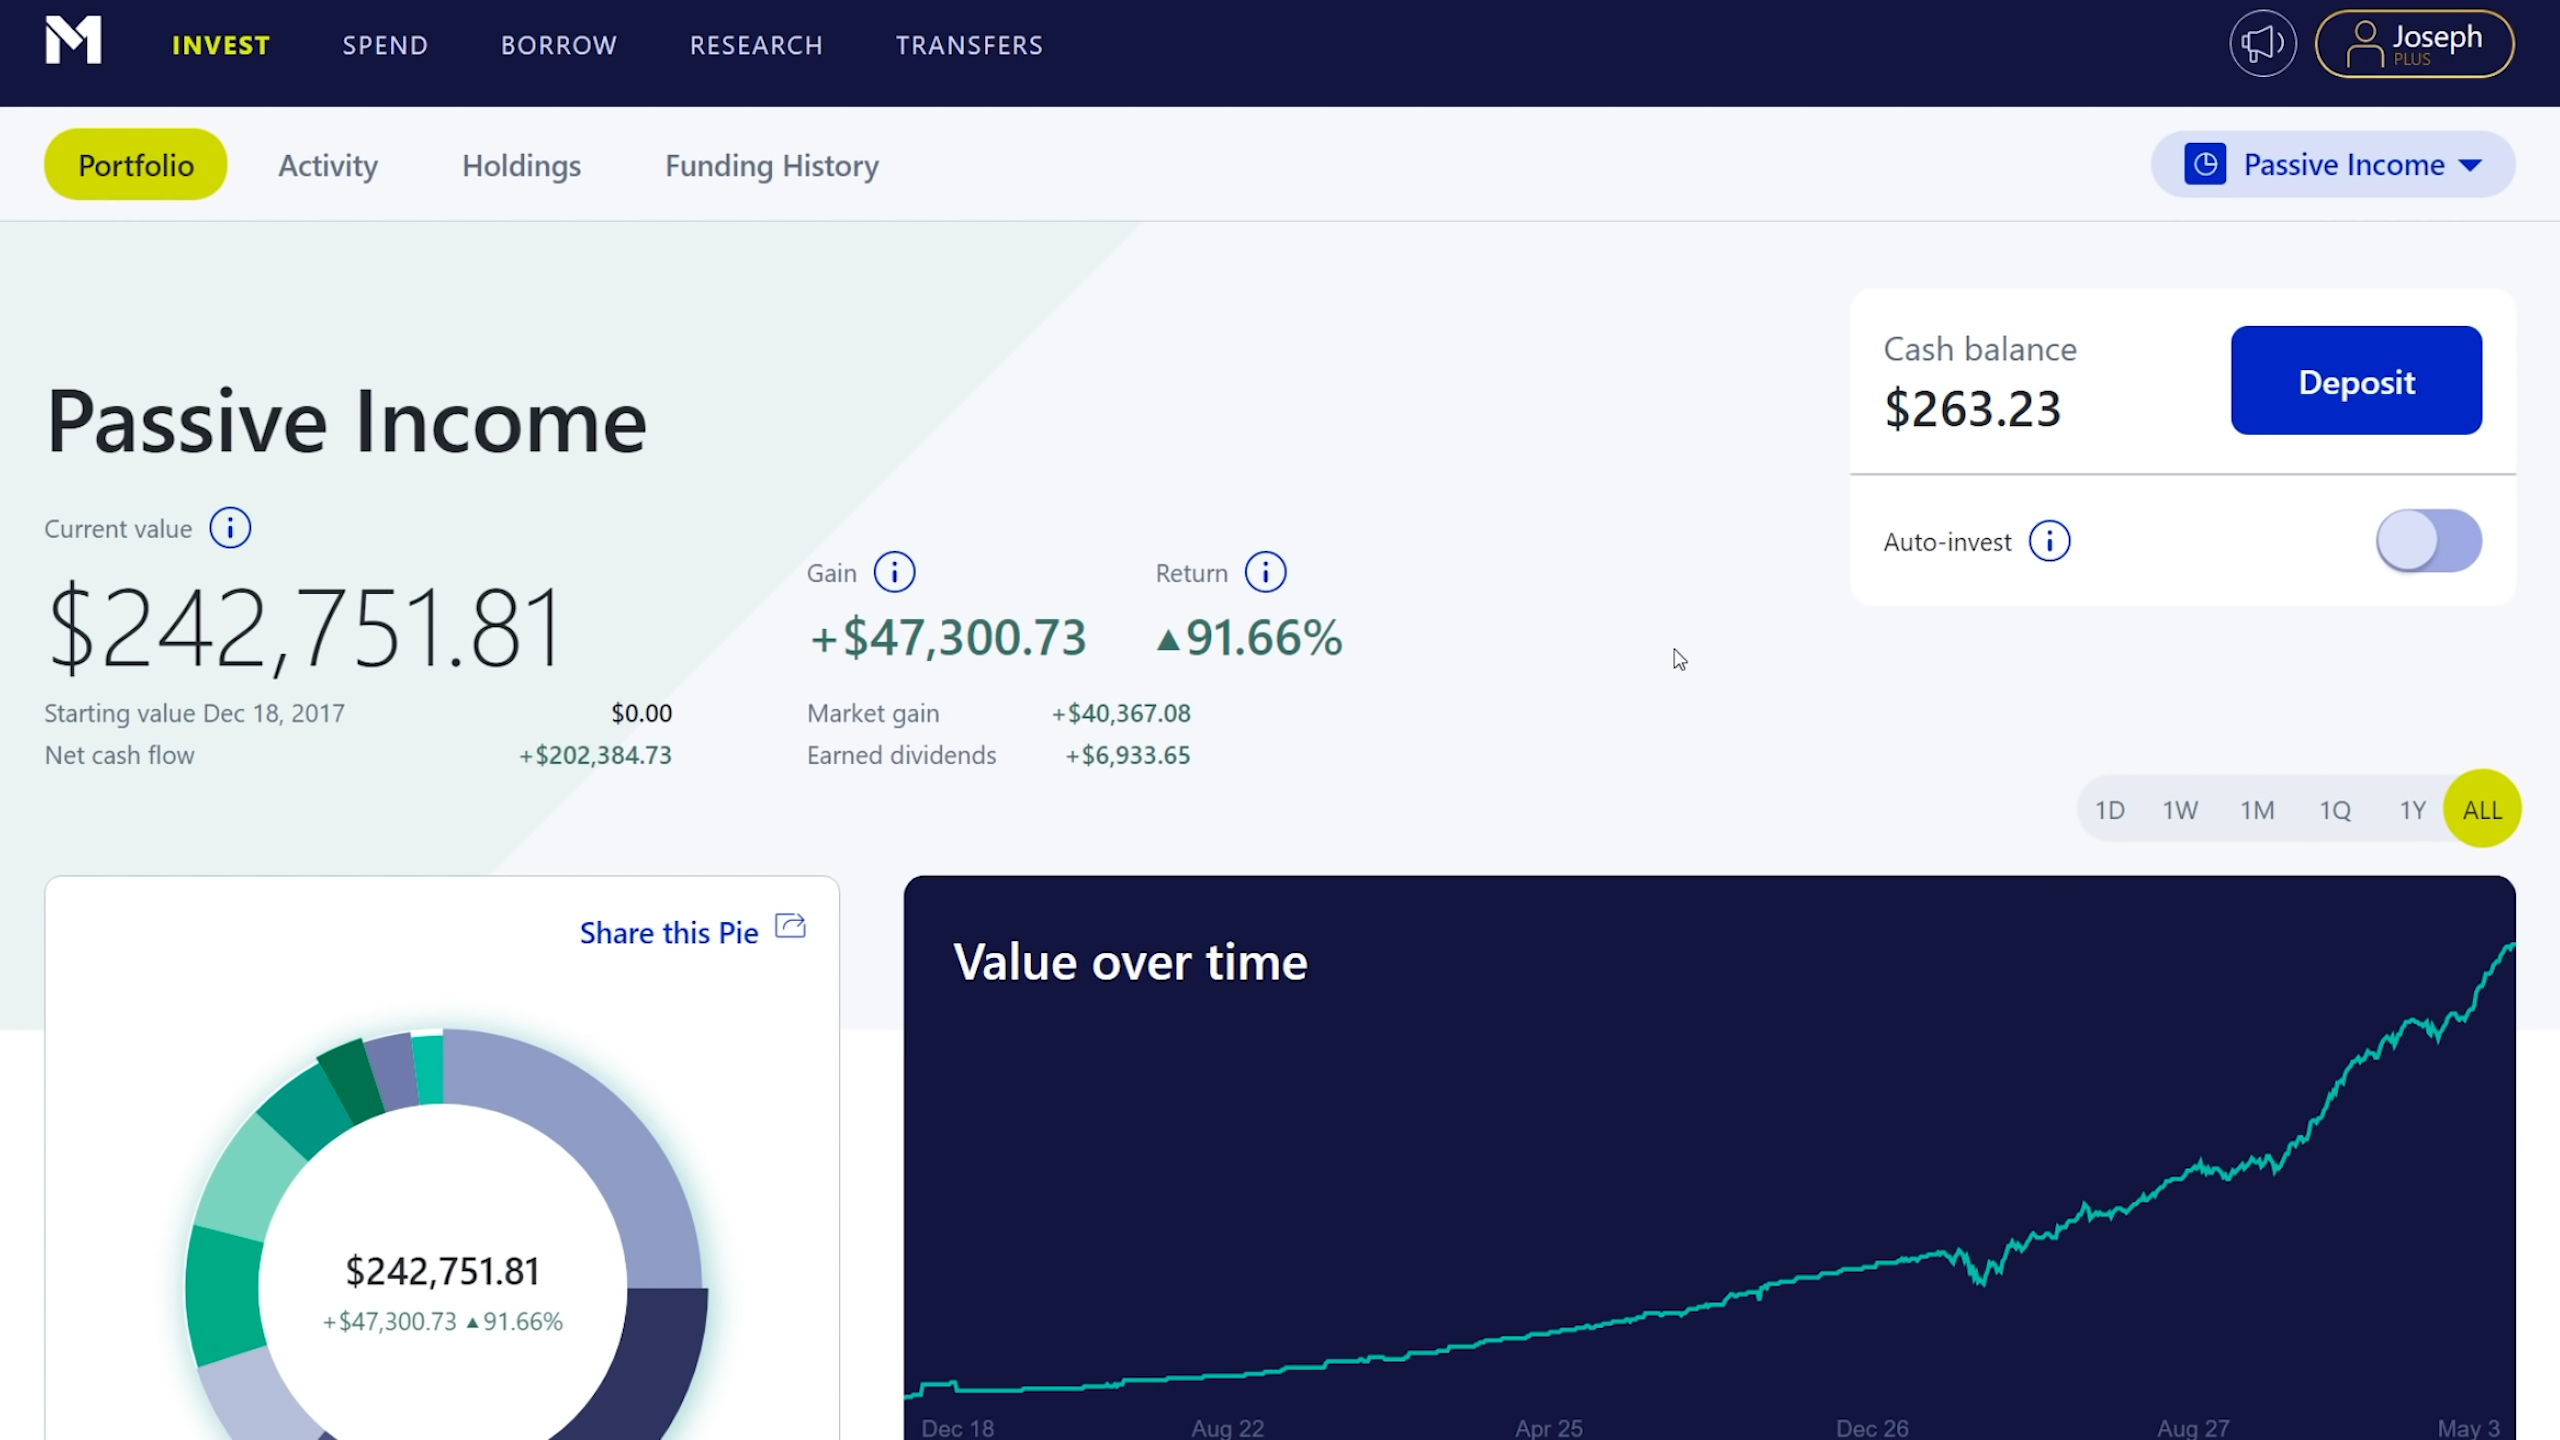 M
INVEST SPEND BORROW RESEARCH TRANSFERS
Joseph
PLUS
Portfolio Activity Holdings Funding History
Passive Income
Passive Income
Cash balance
$263.23
Deposit
Auto-invest
Current value
$242,751.81
Starting value Dec 18, 2017 $0.00
Net cash flow +$202,384.73
Gain
+$47,300.73
Return
▲91.66%
Market gain +$40,367.08
Earned dividends +$6,933.65
1D 1W 1M 1Q 1Y ALL
Share this Pie
$242,751.81
+$47,300.73 ▲91.66%
Value over time
Dec 18 Aug 22 Apr 25 Dec 26 Aug 27 May 3